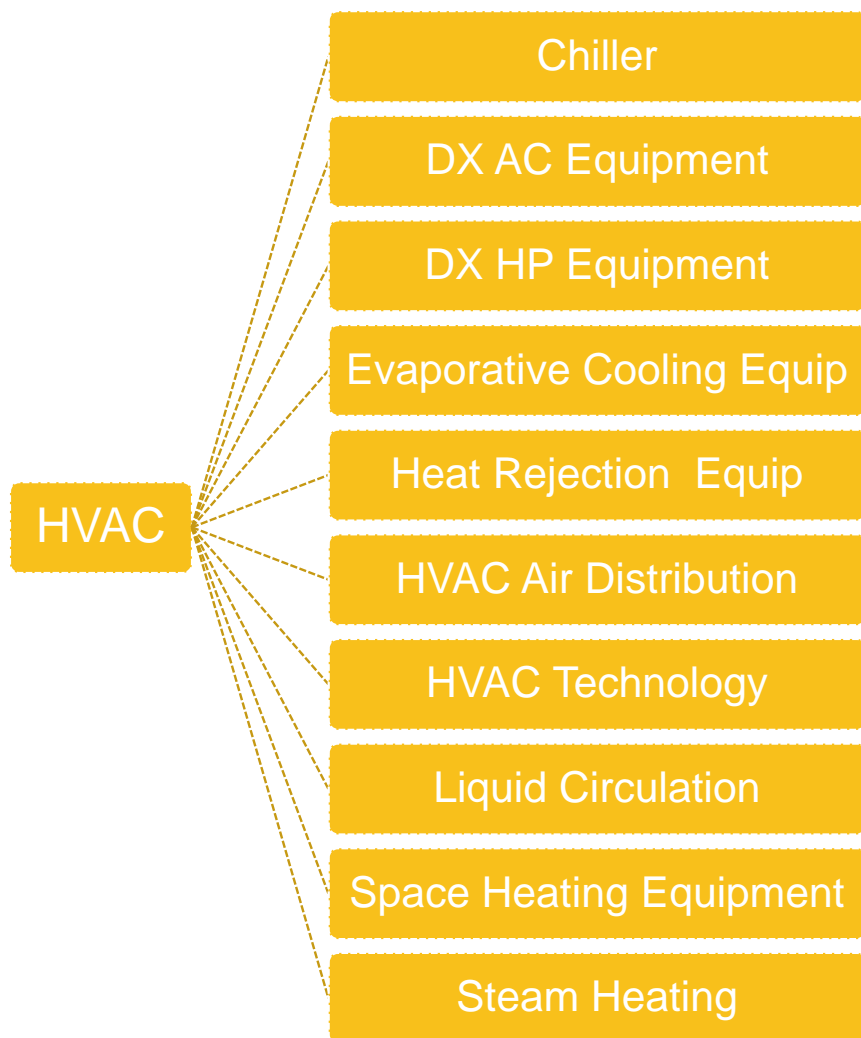 Chiller
DX AC Equipment
DX HP Equipment
Evaporative Cooling Equip
Heat Rejection  Equip
HVAC
HVAC Air Distribution
HVAC Technology
Liquid Circulation
Space Heating Equipment
Steam Heating